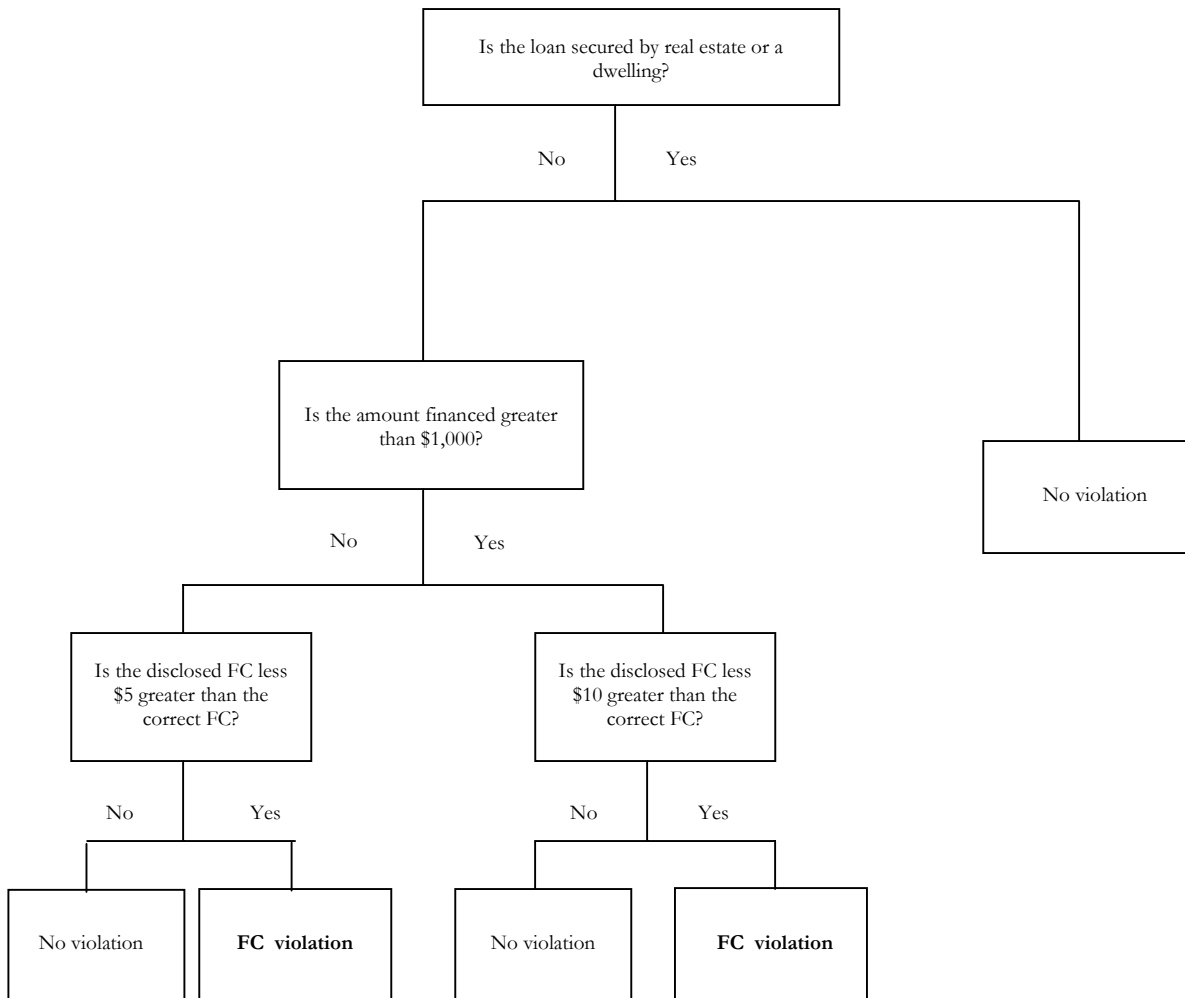 Is the loan secured by real estate or a
dwelling?
No
Yes
Is the amount financed greater
than $1,000?
No violation
No
Yes
Is the disclosed FC less
$5 greater than the
correct FC?
Is the disclosed FC less
$10 greater than the
correct FC?
No
Yes
No
Yes
No violation
FC violation
No violation
FC violation